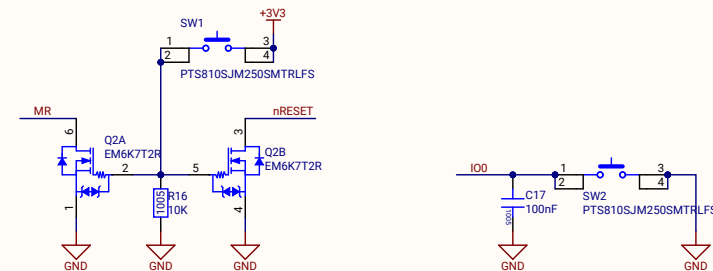 +3V3
SW1
1
2
3
4
PTS810SJM250SMTRLFS
MR
nRESET
6
3
Q2A
EM6K7T2R
Q2B
EM6K7T2R
2
5
1005
R16
10K
1
4
GND
GND
GND
IO0
1
2
3
4
C17
100nF
1005
SW2
PTS810SJM250SMTRLFS
GND
GND